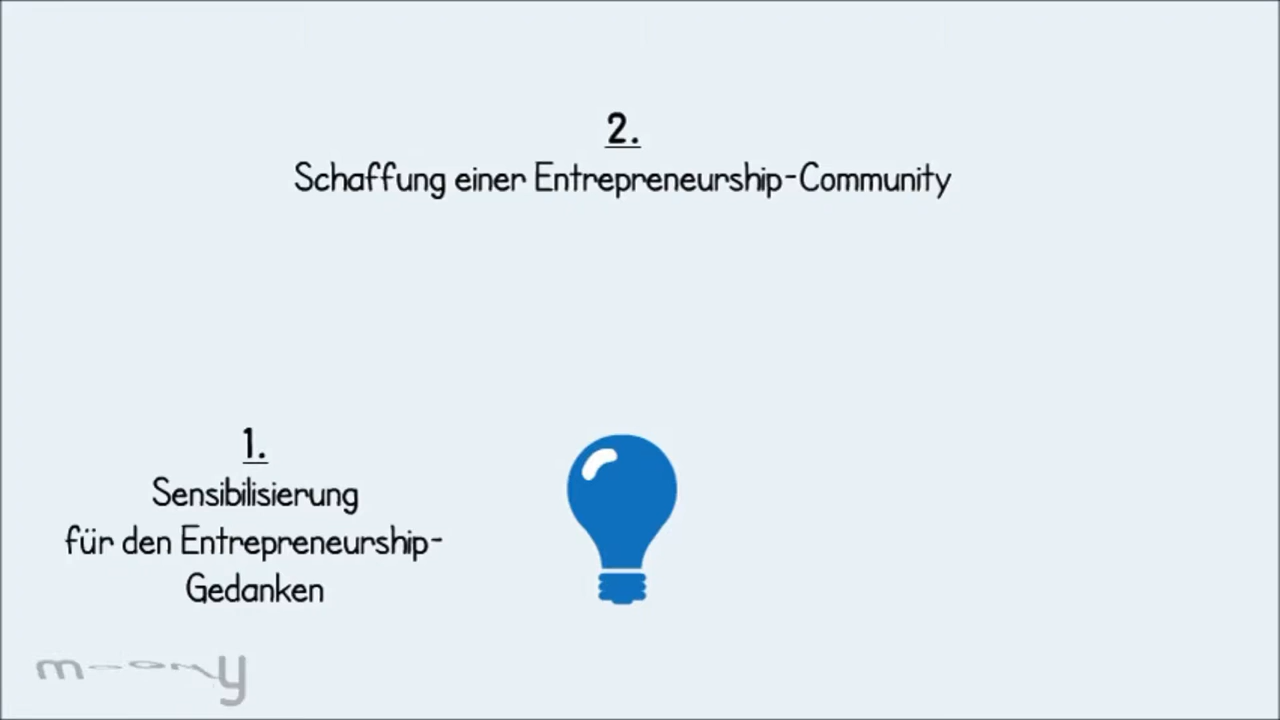 2.
Schaffung einer Entrepreneurship-Community
1.
Sensibilisierung
für den Entrepreneurship-
Gedanken